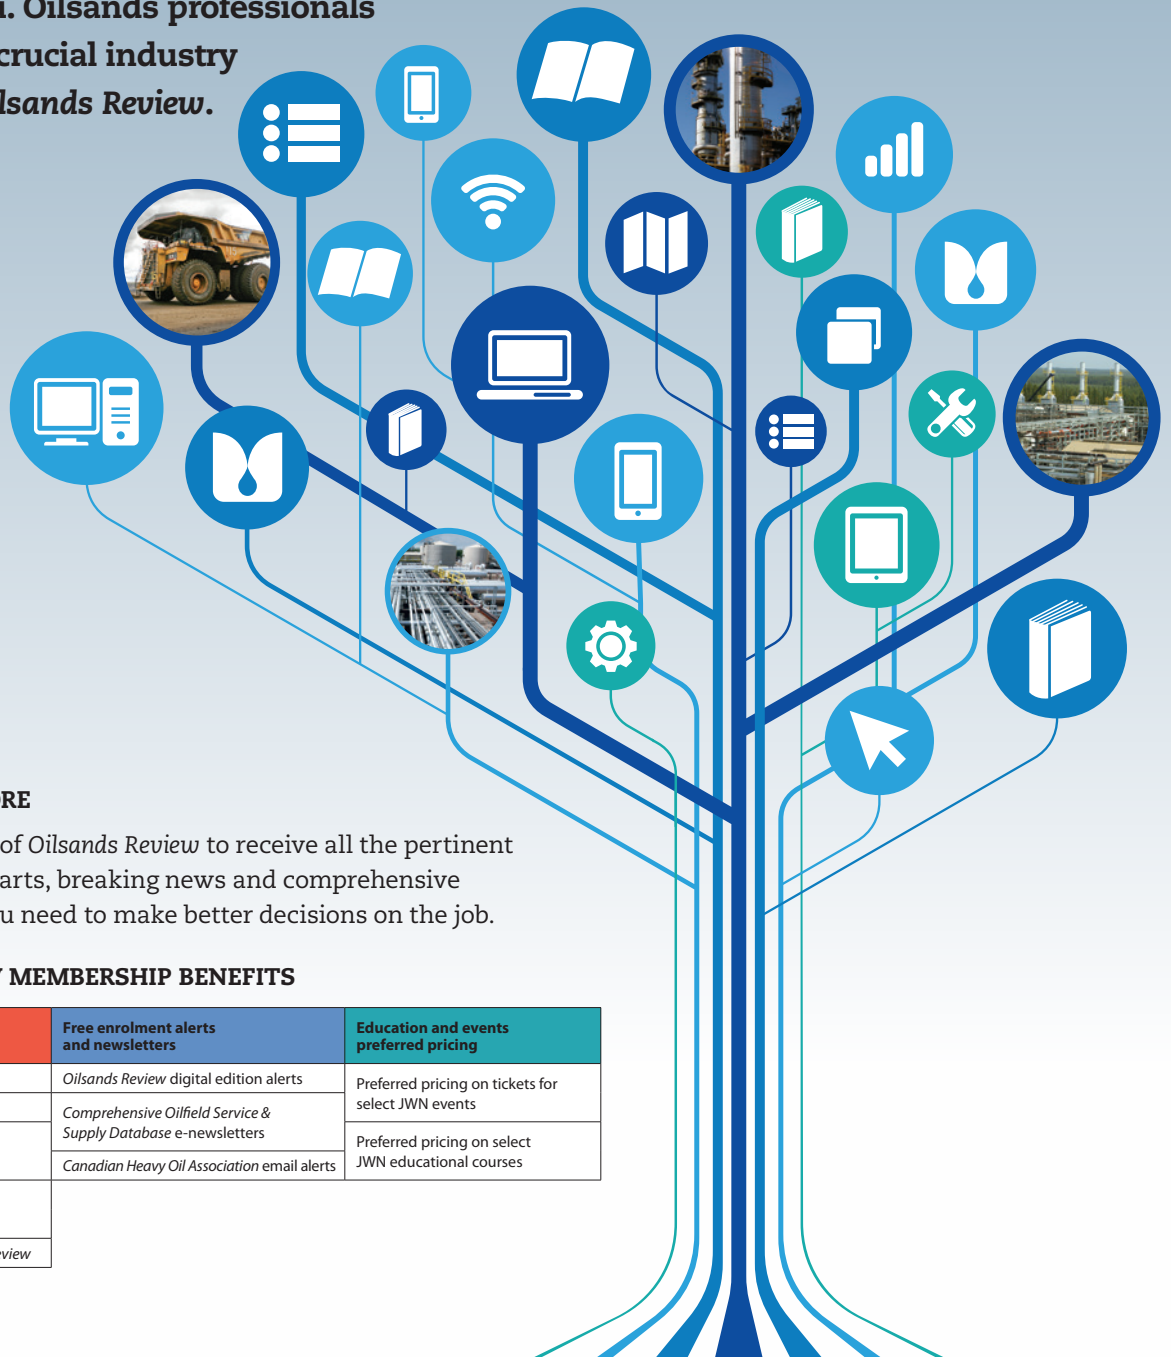 i. Oilsands professionals
crucial industry
ilsands Review.
ORE
of Oilsands Review to receive all the pertinent
arts, breaking news and comprehensive
u need to make better decisions on the job.
MEMBERSHIP BENEFITS
Free enrolment alerts
and newsletters
Education and events
preferred pricing
Oilsands Review digital edition alerts
Preferred pricing on tickets for
select JWN events
Comprehensive Oilfield Service &
Supply Database e-newsletters
Preferred pricing on select
JWN educational courses
Canadian Heavy Oil Association email alerts
eview